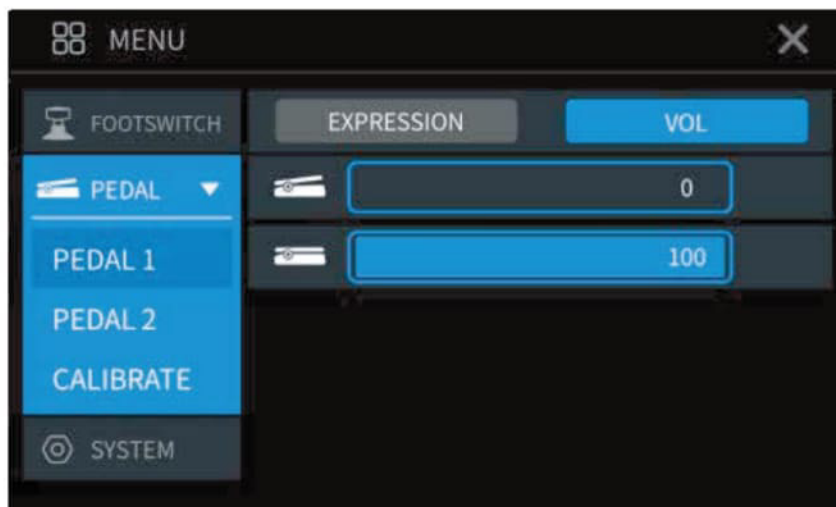 MENU
FOOTSWITCH
EXPRESSION VOL
PEDAL
0
PEDAL 1
100
PEDAL 2
CALIBRATE
SYSTEM